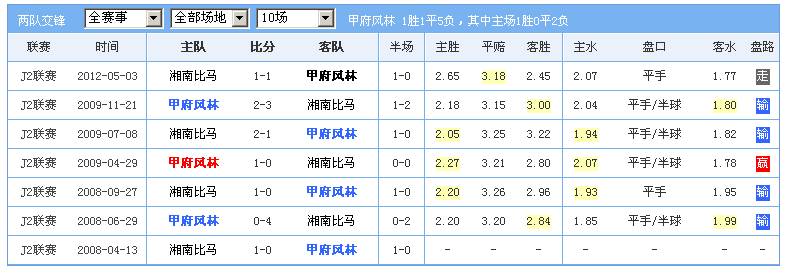 两队交锋 全赛事 全部场地 10场 甲府风林 1胜1平5负，其中主场1胜0平2负
联赛 时间 主队 比分 客队 半场 主胜 平赔 客胜 主水 盘口 客水 盘路
J2联赛 2012-05-03 湘南比马 1-1 甲府风林 1-0 2.65 3.18 2.45 2.07 平手 1.77 走
J2联赛 2009-11-21 甲府风林 2-3 湘南比马 1-2 2.18 3.15 3.00 2.04 平手/半球 1.80 输
J2联赛 2009-07-08 湘南比马 2-1 甲府风林 1-0 2.05 3.25 3.22 1.94 平手/半球 1.82 输
J2联赛 2009-04-29 甲府风林 1-0 湘南比马 0-0 2.27 3.21 2.80 2.07 平手/半球 1.78 赢
J2联赛 2008-09-27 湘南比马 1-0 甲府风林 1-0 2.20 3.26 2.96 1.93 平手 1.95 输
J2联赛 2008-06-29 甲府风林 0-4 湘南比马 0-2 2.20 3.20 2.84 1.85 平手/半球 1.99 输
J2联赛 2008-04-13 湘南比马 1-0 甲府风林 1-0 - - - - - - -